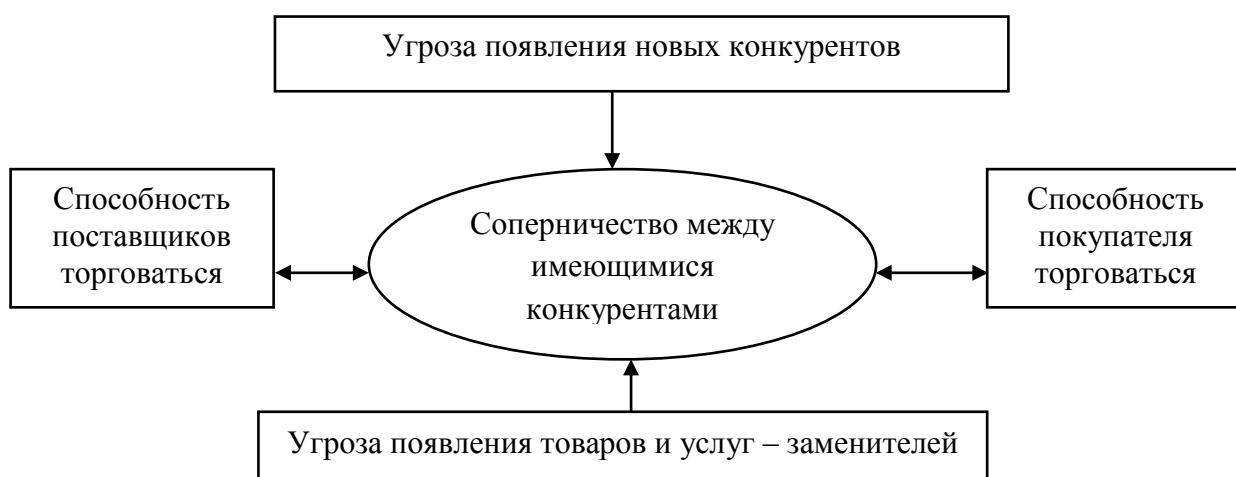 Угроза появления новых конкурентов
Способность
поставщиков
торговаться
Соперничество между
имеющимися
конкурентами
Способность
покупателя
торговаться
Угроза появления товаров и услуг – заменителей